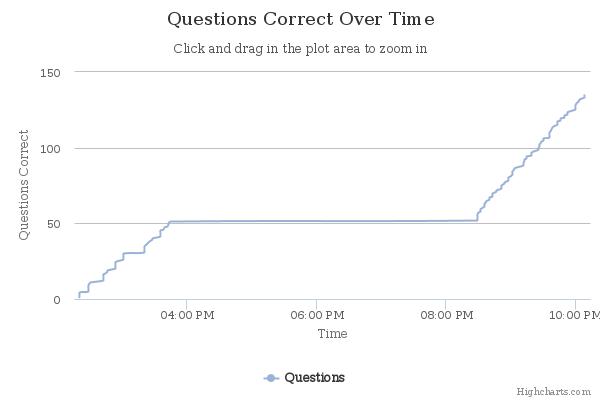 Questions Correct Over Time
Click and drag in the plot area to zoom in
Questions Correct
150
100
50
0
04:00 PM
06:00 PM
08:00 PM
10:00 PM
Time
Questions
Highcharts.com